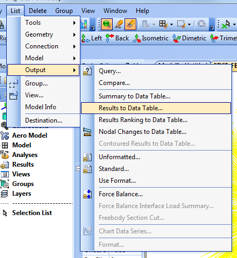 List Delete Group View Window Help
Tools
Geometry
Connection
Model
Output
Group...
View...
Model Info
Destination...
Left Back Isometric Dimetric Trimet
Query...
Compare...
Summary to Data Table...
Results to Data Table...
Results Ranking to Data Table...
Nodal Changes to Data Table...
Contoured Results to Data Table...
Unformatted...
Standard...
Use Format...
Force Balance...
Force Balance Interface Load Summary...
Freebody Section Cut...
Chart Data Series...
Format...
Aero Model
Model
Analyses
Results
Views
Groups
Layers
Selection List